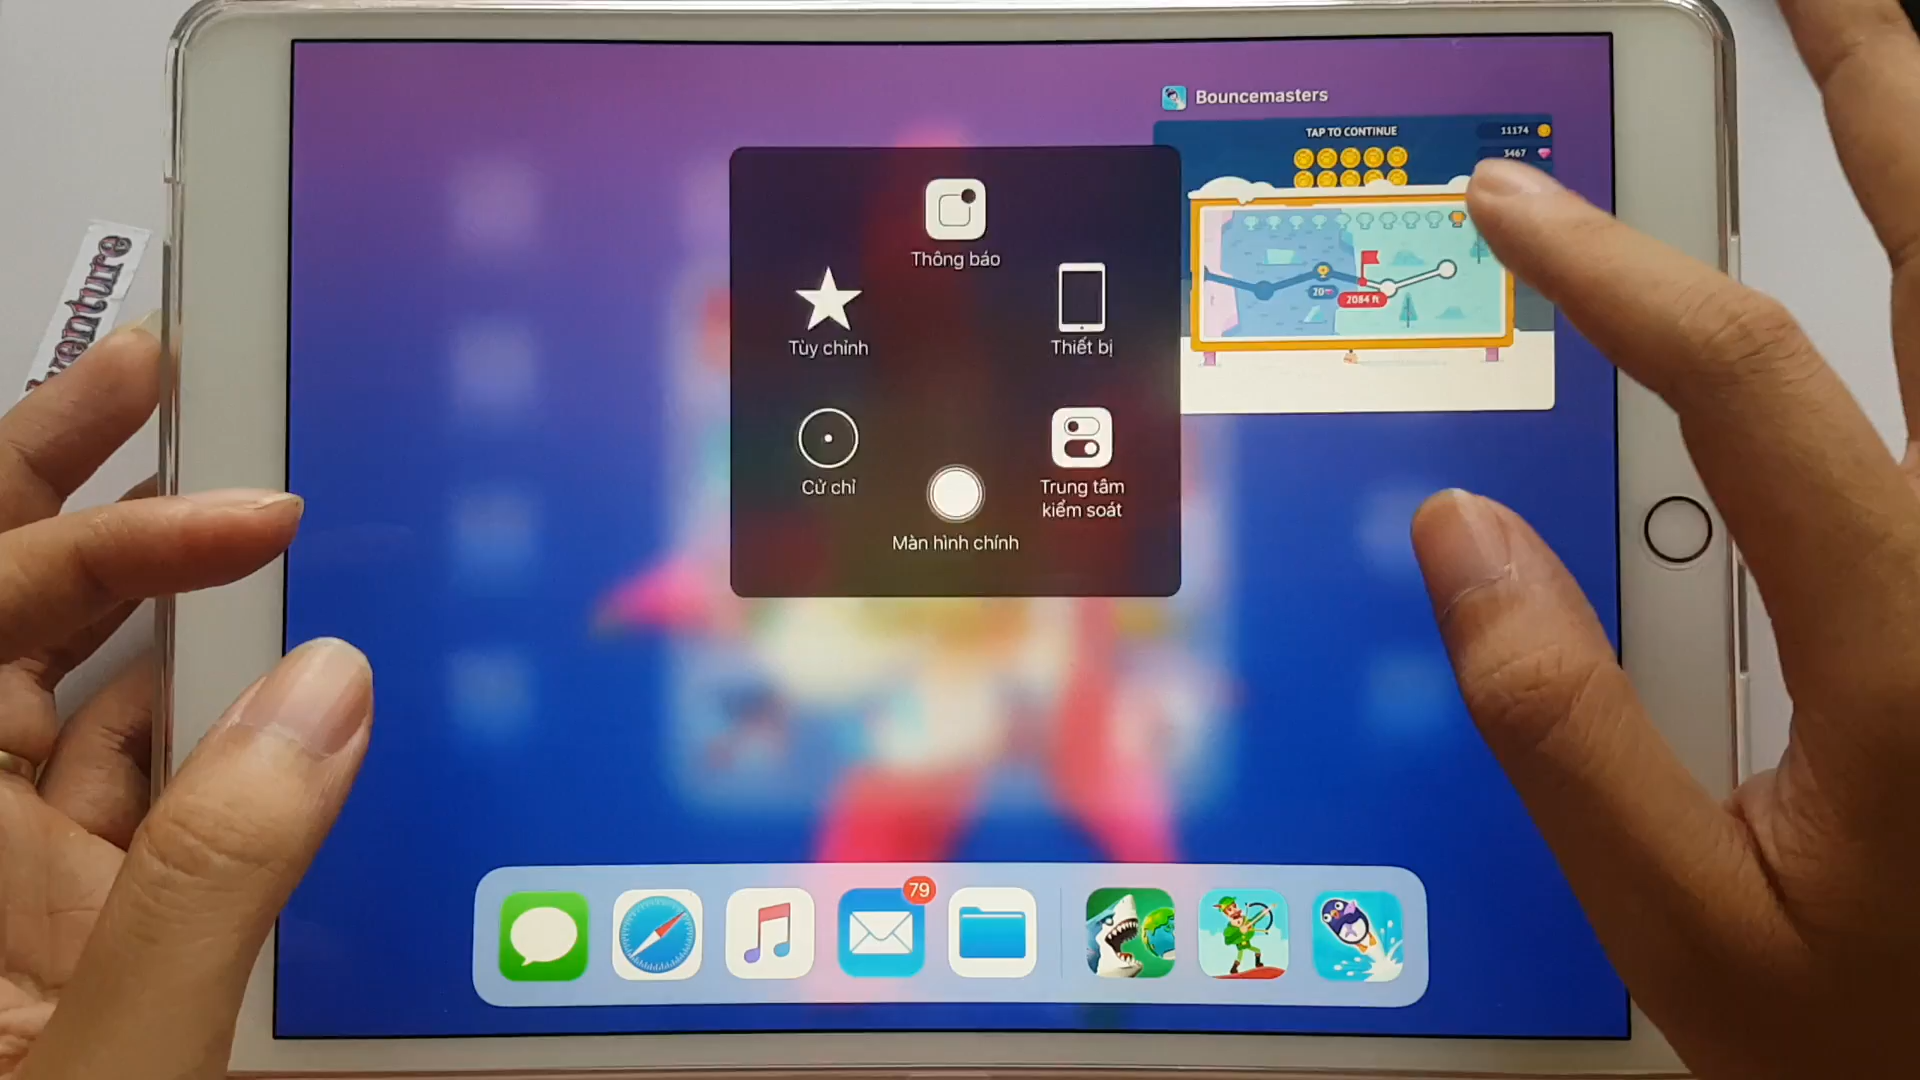 Bouncemasters
TAP TO CONTINUE
11174
3467
Thông báo
Tùy chỉnh
Thiết bị
20
2084 ft
Cử chỉ
Trung tâm
kiểm soát
Màn hình chính
79